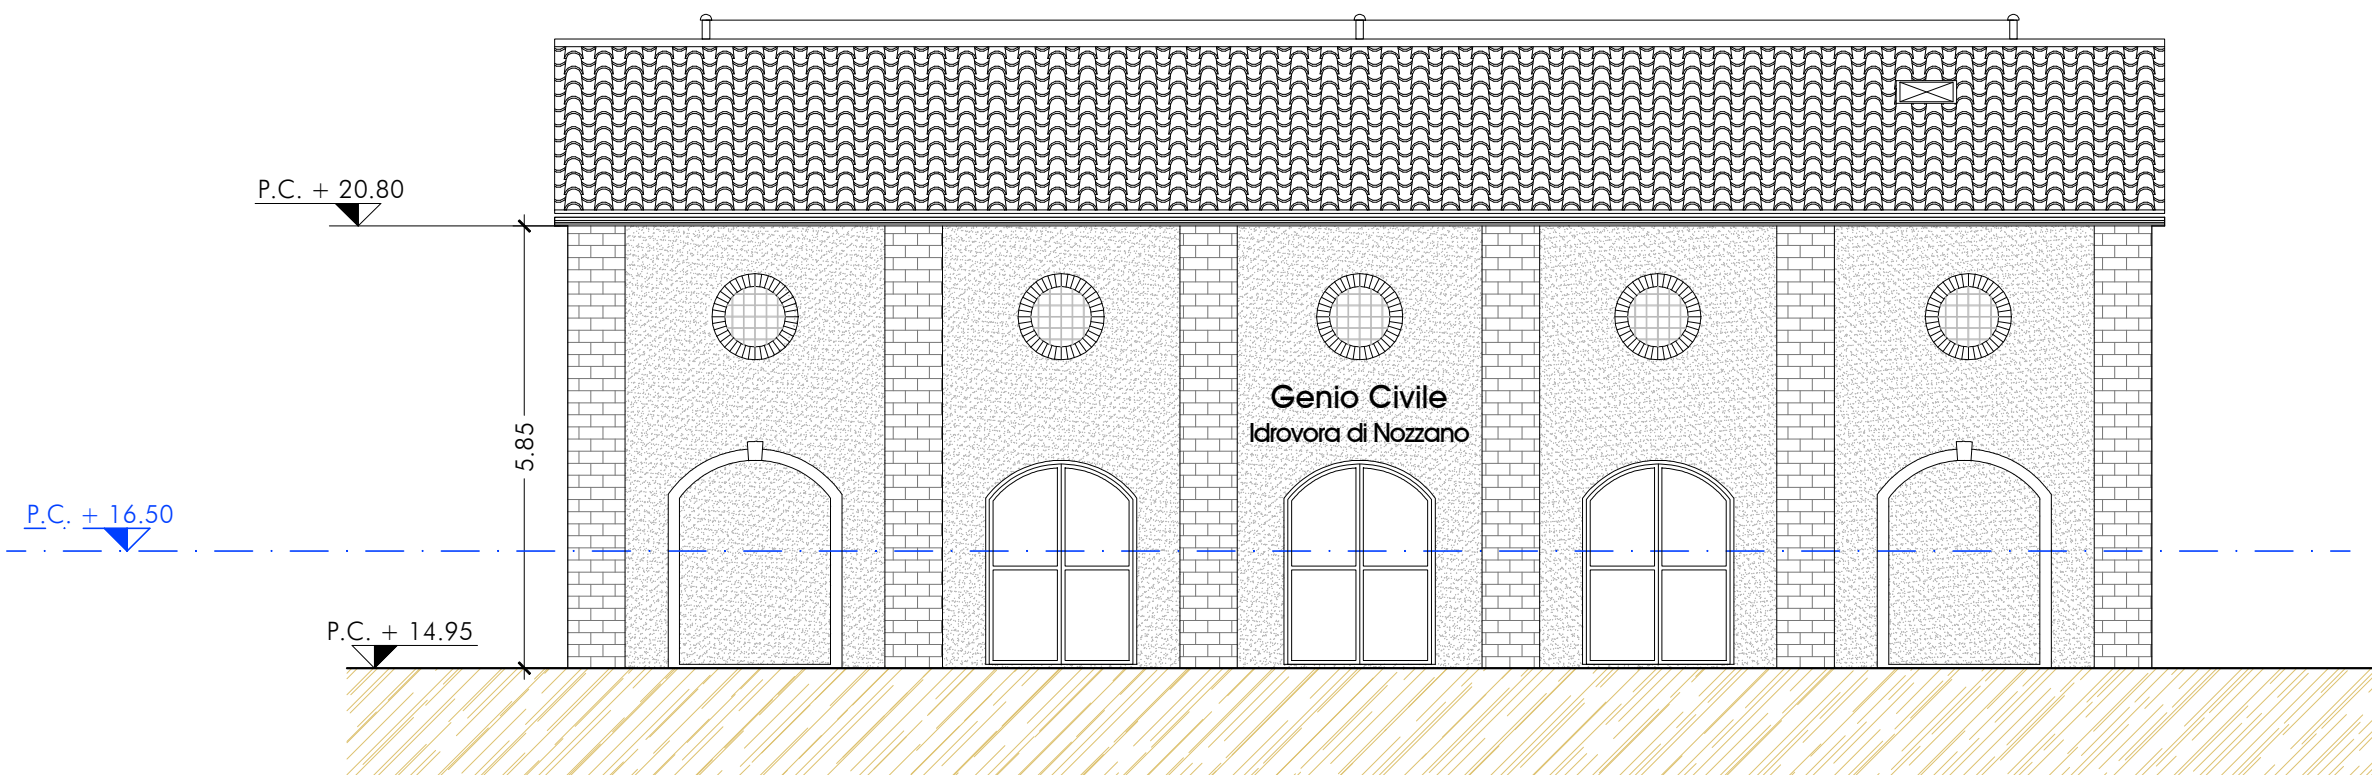 P.C. + 20.80
Genio Civile
Idrovora di Nozzano
5.85
P.C. + 16.50
P.C. + 14.95